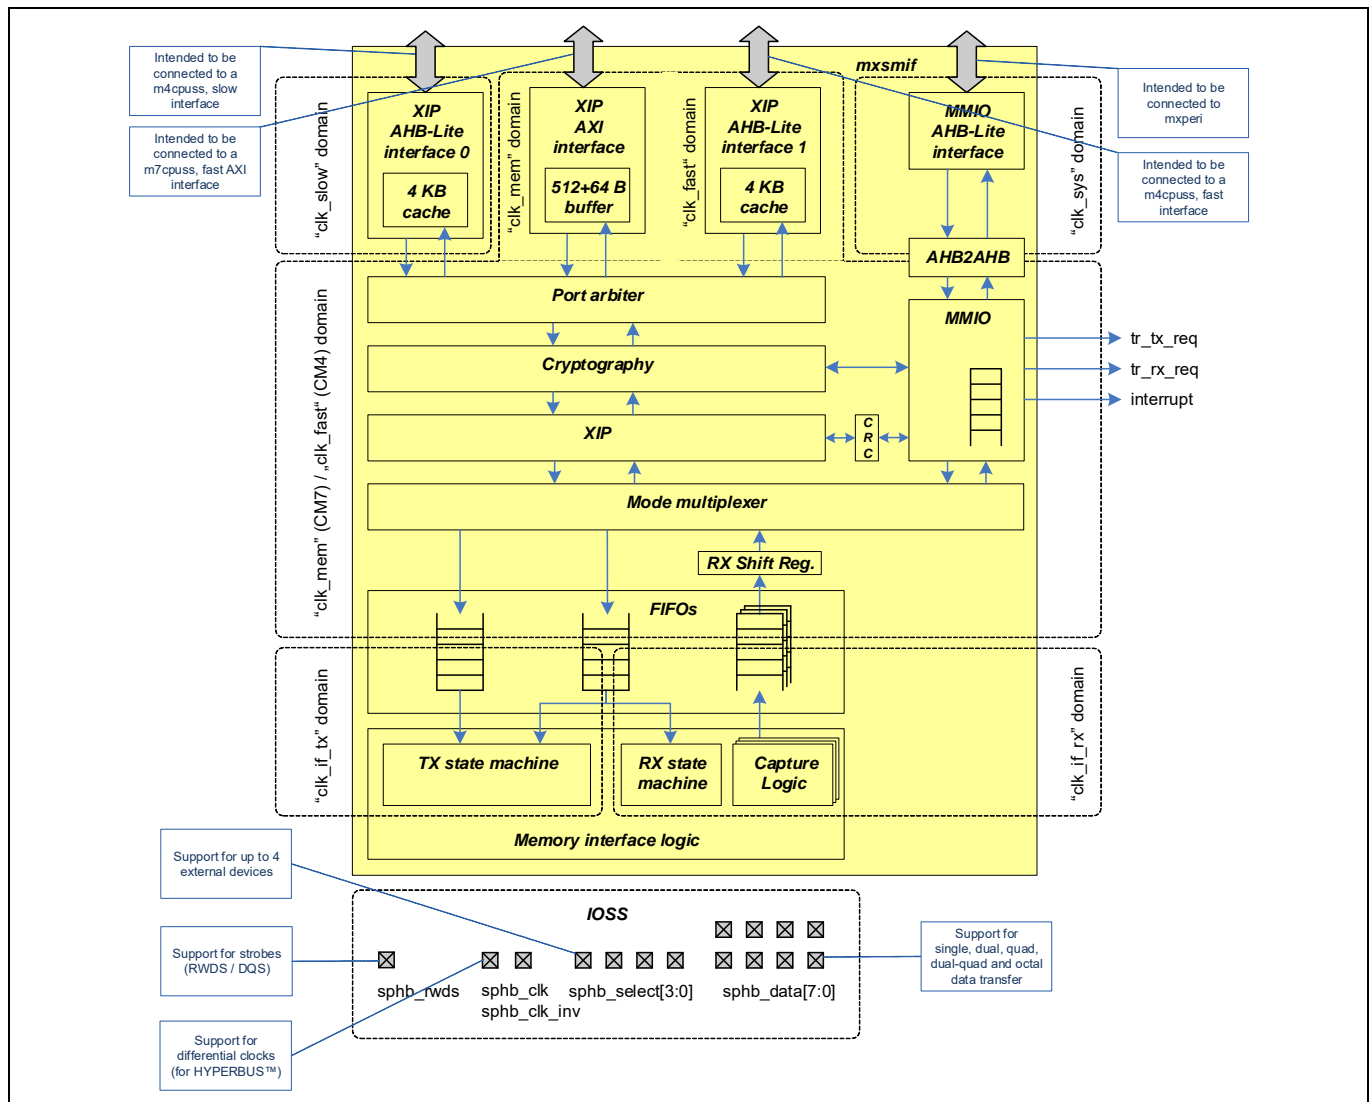 mxsmif
Intended to be
connected to a
m4cpuss, slow
interface
Intended to be
connected to a
m7cpuss, fast AXI
interface
Intended to be
connected to
mxperi
Intended to be
connected to a
m4cpuss, fast
interface
"clk_slow" domain
XIP
AHB-Lite
interface 0
4 KB
cache
"clk_mem" domain
XIP
AXI
interface
512+64 B
buffer
"clk_fast" domain
XIP
AHB-Lite
interface 1
4 KB
cache
MMIO
AHB-Lite
interface
"clk_sys" domain
AHB2AHB
Port arbiter
MMIO
Cryptography
XIP
C
R
C
tr_tx_req
tr_rx_req
interrupt
"clk_mem" (CM7) / „clk_fast" (CM4) domain
Mode multiplexer
RX Shift Reg.
FIFOs
"clk_if_tx" domain
"clk_if_rx" domain
TX state machine
RX state
machine
Capture
Logic
Memory interface logic
Support for up to 4
external devices
IOSS
Support for strobes
(RWDS / DQS)
Support for
single, dual, quad,
dual-quad and octal
data transfer
sphb_rwds
sphb_clk
sphb_clk_inv
sphb_select[3:0]
sphb_data[7:0]
Support for
differential clocks
(for HYPERBUS™)